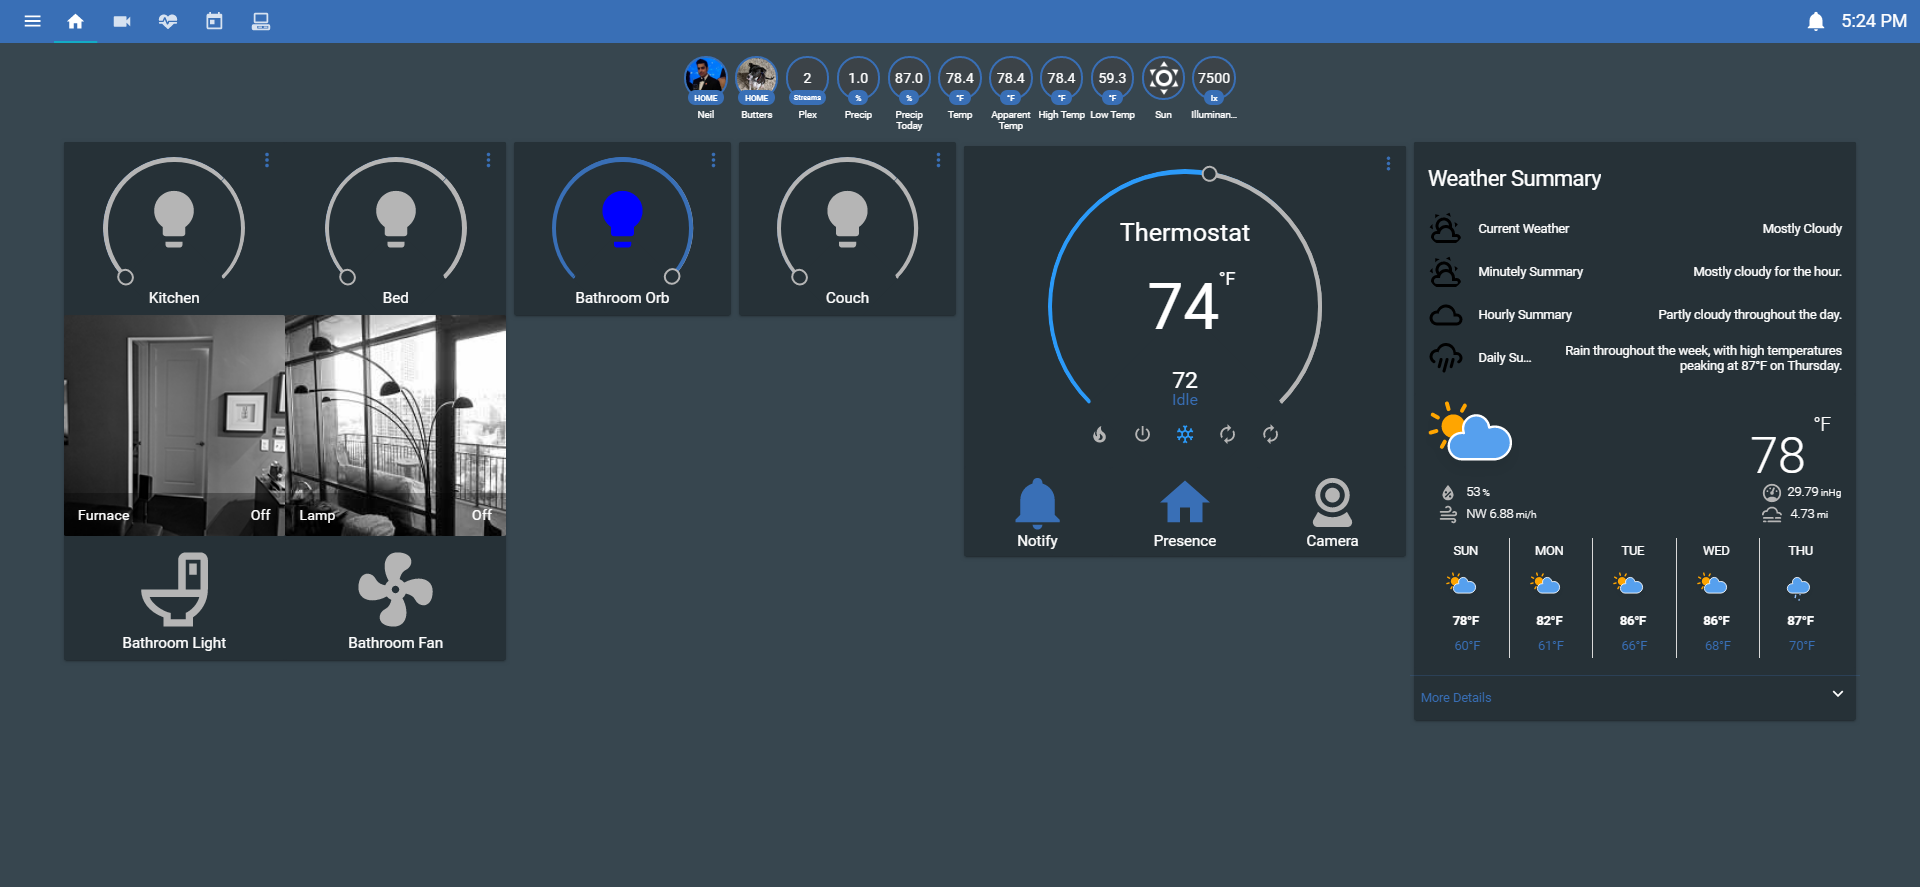 5:24 PM
HOME
Neil
HOME
Butters
2
Streams
Plex
1.0
%
Precip
87.0
%
Precip
Today
78.4
°F
Temp
78.4
°F
Apparent
Temp
78.4
°F
High Temp
59.3
°F
Low Temp
Sun
7500
lx
Illuminan...
Kitchen
Bed
Furnace
Off
Lamp
Off
Bathroom Light
Bathroom Fan
Bathroom Orb
Couch
Thermostat
74 °F
72
Idle
Notify
Presence
Camera
Weather Summary
Current Weather
Mostly Cloudy
Minutely Summary
Mostly cloudy for the hour.
Hourly Summary
Partly cloudy throughout the day.
Daily Su...
Rain throughout the week, with high temperatures
peaking at 87°F on Thursday.
78 °F
53 %
29.79 inHg
NW 6.88 mi/h
4.73 mi
SUN MON TUE WED THU
78°F 82°F 86°F 86°F 87°F
60°F 61°F 66°F 68°F 70°F
More Details